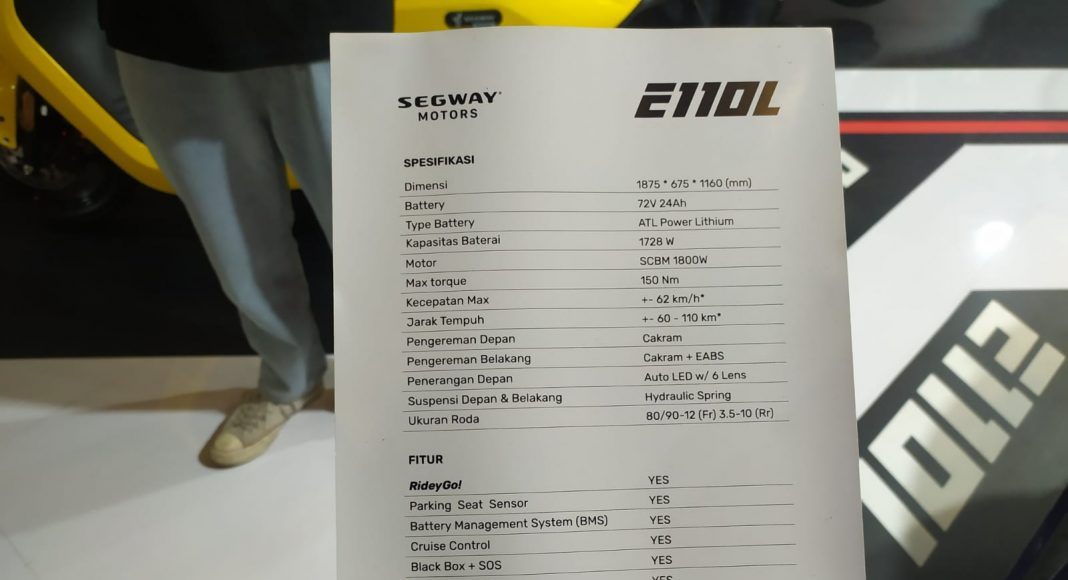 SEGWAY
MOTORS
E110L
SPESIFIKASI
Dimensi 1875 * 675 * 1160 (mm)
Battery 72V 24Ah
Type Battery ATL Power Lithium
Kapasitas Baterai 1728 W
Motor SCBM 1800W
Max torque 150 Nm
Kecepatan Max +- 62 km/h*
Jarak Tempuh +- 60 - 110 km*
Pengereman Depan Cakram
Pengereman Belakang Cakram + EABS
Penerangan Depan Auto LED w/ 6 Lens
Suspensi Depan & Belakang Hydraulic Spring
Ukuran Roda 80/90-12 (Fr) 3.5-10 (Rr)
FITUR
RideyGo! YES
Parking Seat Sensor YES
Battery Management System (BMS) YES
Cruise Control YES
Black Box + SOS YES
YES
E110L